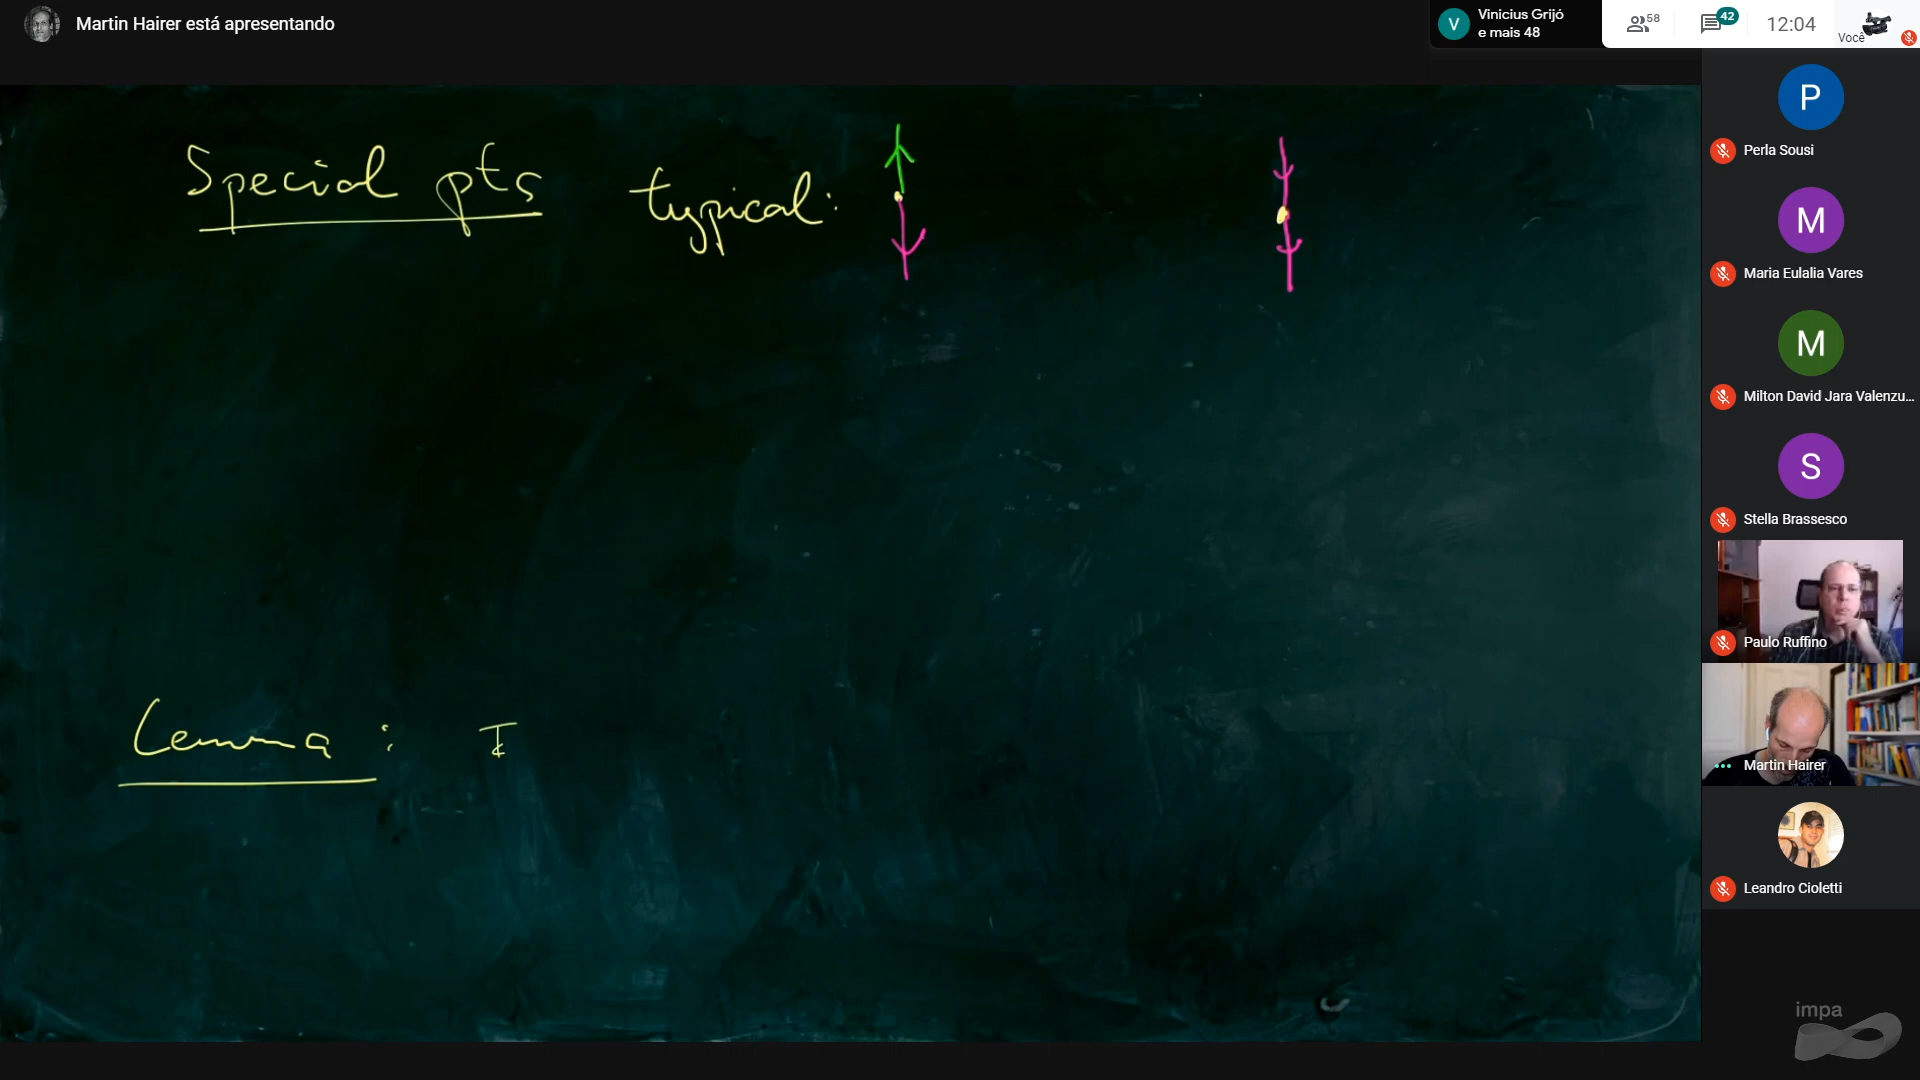 Martin Hairer está apresentando
Vinicius Grijó
e mais 48
58
42
12:04
Você
Special pts typical:
Lemma :
P
Perla Sousi
M
Maria Eulalia Vares
M
Milton David Jara Valenzu...
S
Stella Brassesco
Paulo Ruffino
Martin Hairer
Leandro Cioletti
impa
V